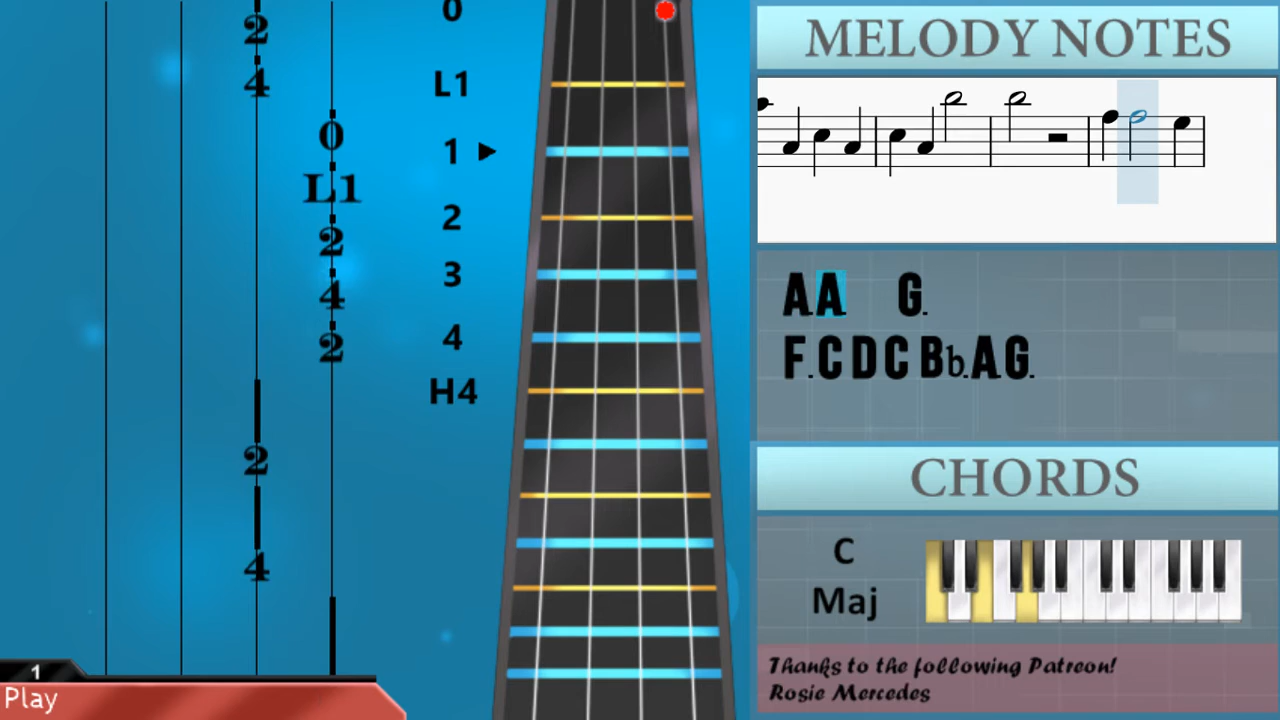 2
4
0
L1
2
4
2
2
4
0
L1
1
2
3
4
H4
MELODY NOTES
A.A. G.
F.C D C Bb.A.G.
CHORDS
C
Maj
Thanks to the following Patreon!
Rosie Mercedes
1
Play